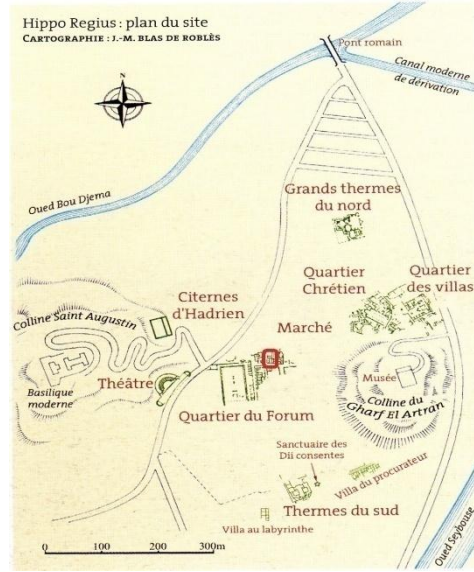 Hippo Regius : plan du site
CARTOGRAPHIE : J.-M. BLAS DE ROBLÈS
Pont romain
Canal moderne
de dérivation
N
Oued Bou Djema
Grands thermes
du nord
Quartier
Chrétien
Quartier
des villas
Citernes
d'Hadrien
Colline Saint Augustin
Marché
Basilique
moderne
Théâtre
Musée
Colline du
Gharf El Artran
Quartier du Forum
Sanctuaire des
Dii consentes
Villa du procurateur
Thermes du sud
Villa au labyrinthe
Oued Seybouse
0 100 200 300m